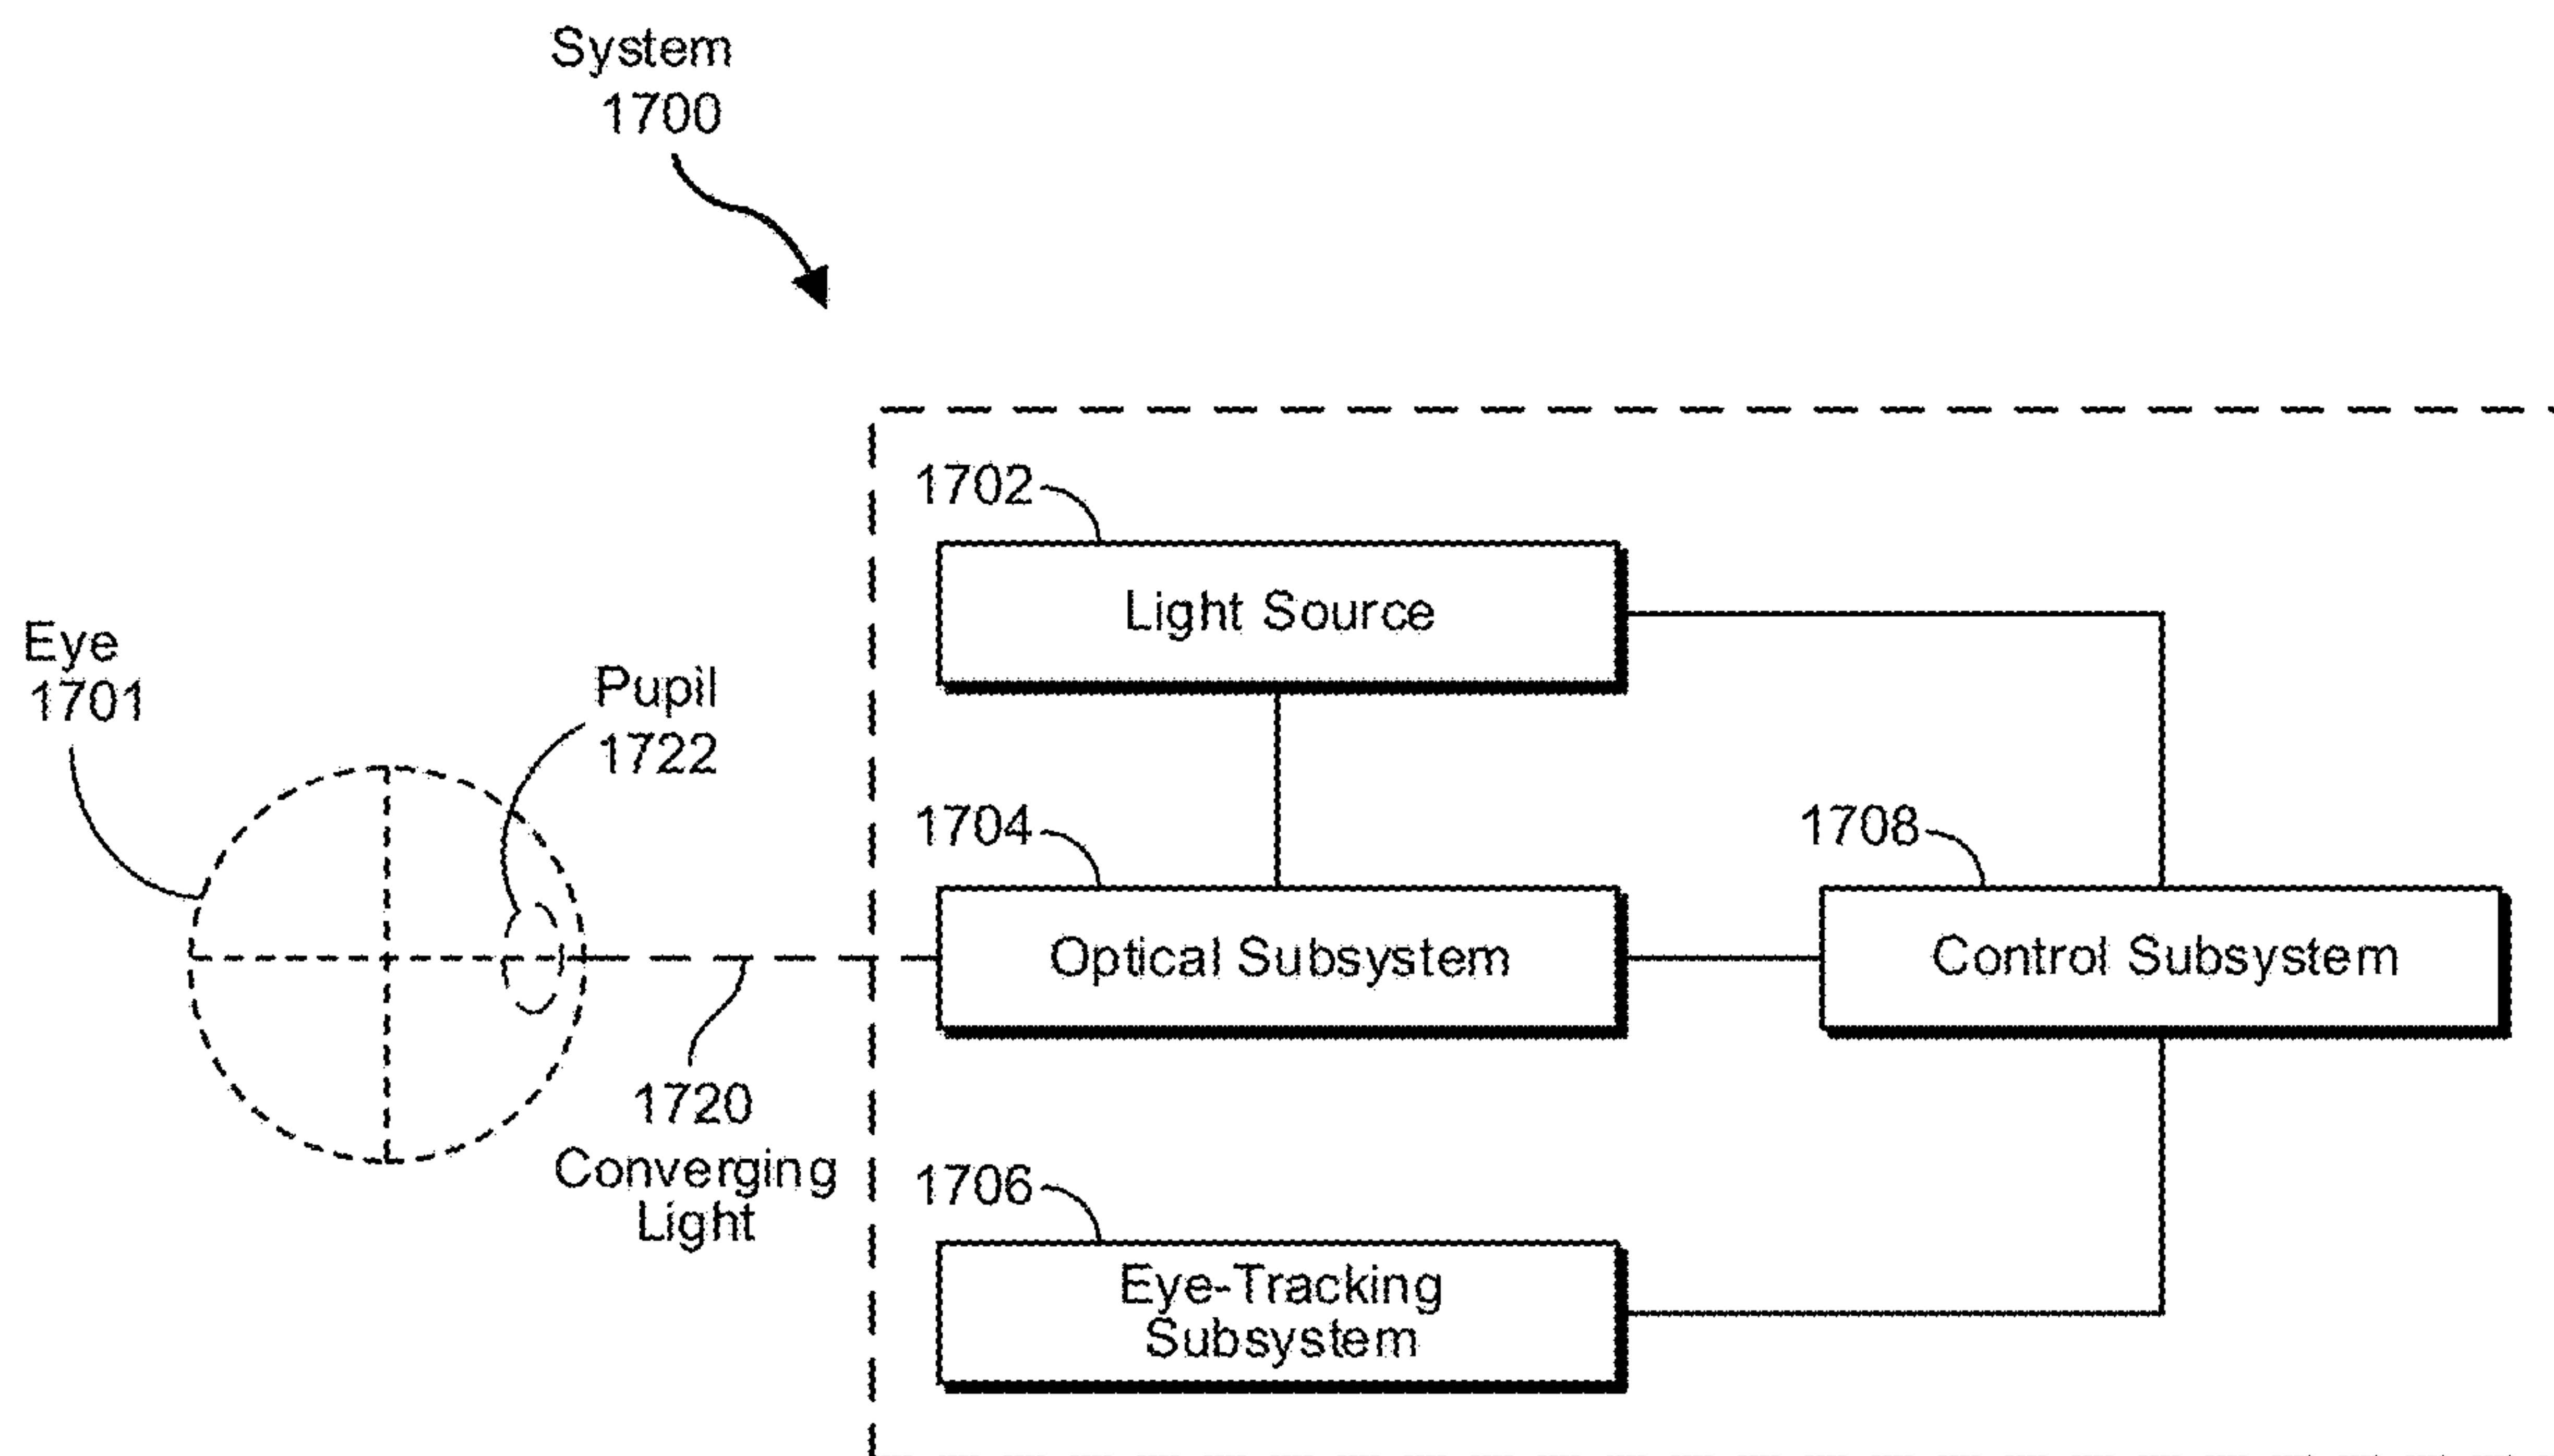 System
1700
1702
Light Source
Eye
1701
Pupil
1722
1704
1708
Optical Subsystem
Control Subsystem
1720
Converging
Light
1706
Eye-Tracking
Subsystem